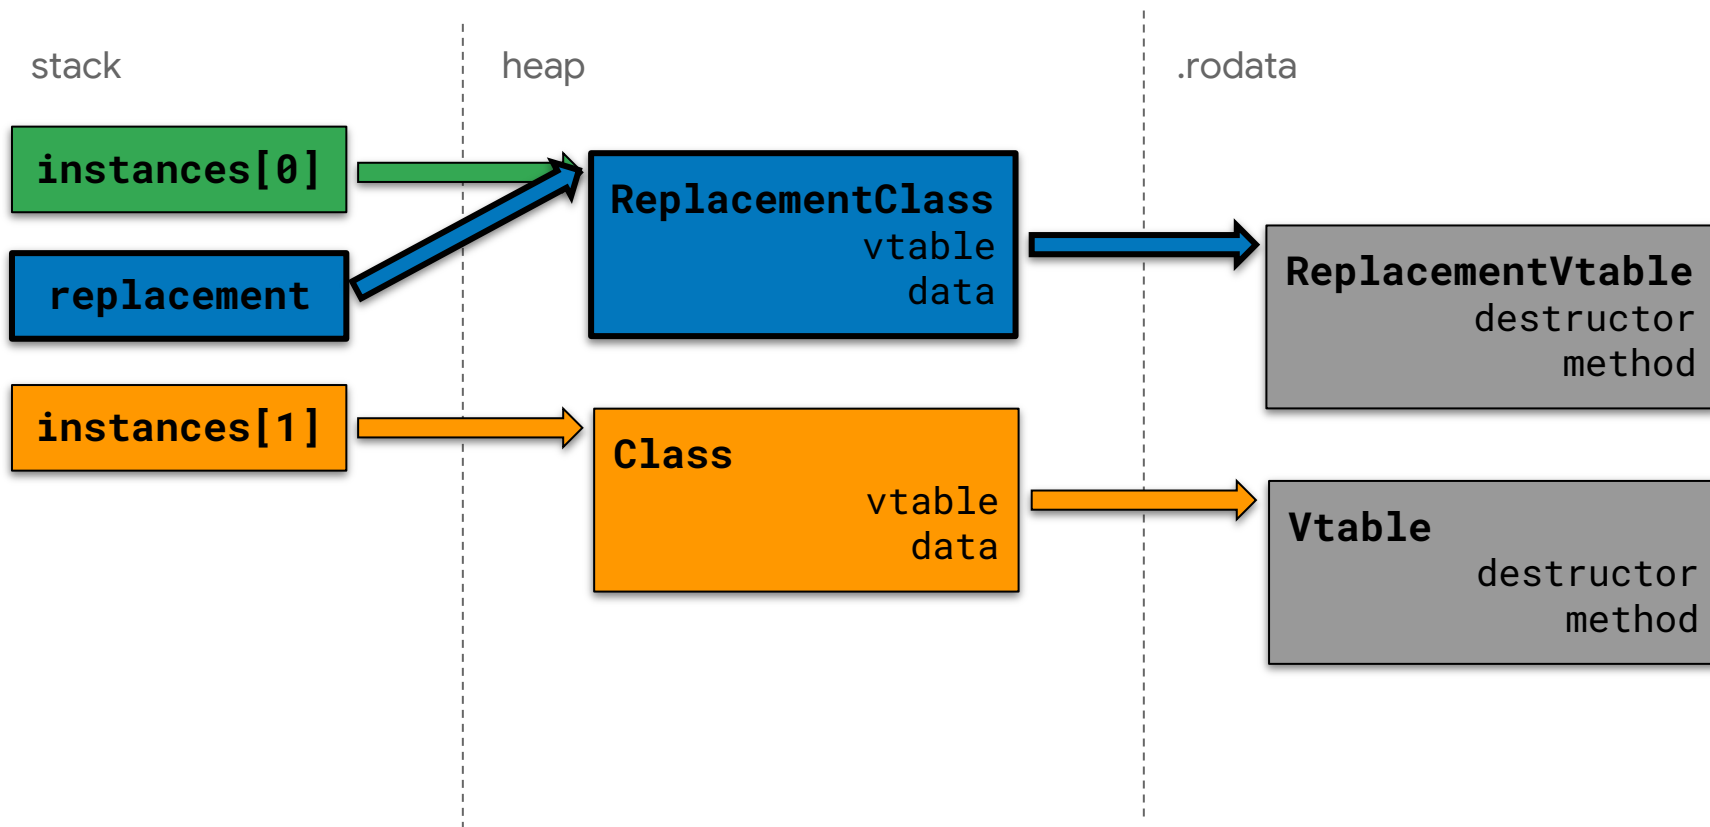 stack
heap
.rodata
instances[0]
replacement
instances[1]
ReplacementClass
vtable
data
Class
vtable
data
ReplacementVtable
destructor
method
Vtable
destructor
method